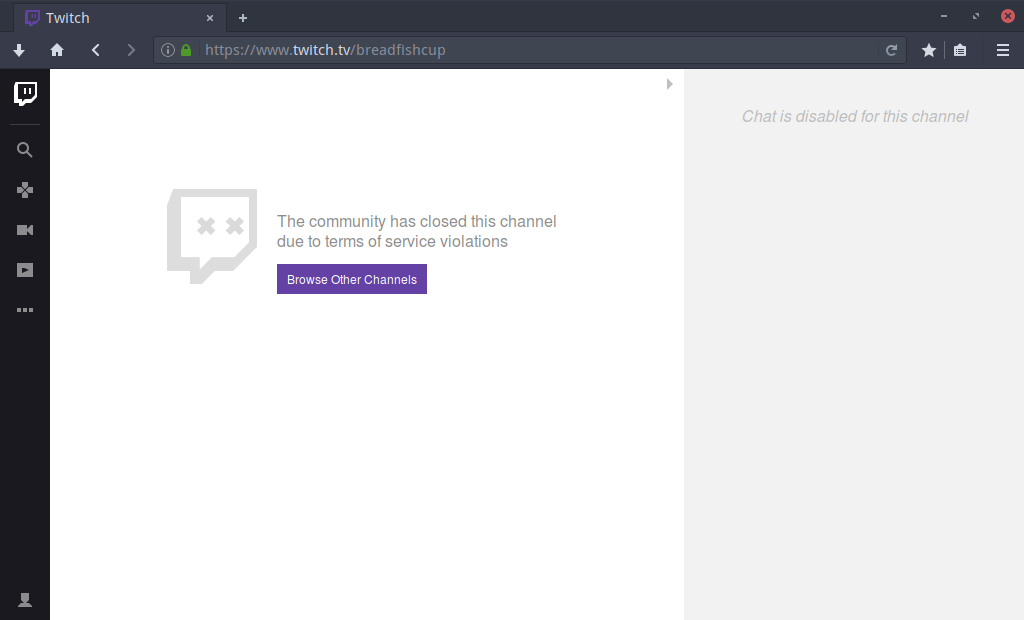 Twitch
https://www.twitch.tv/breadfishcup
Chat is disabled for this channel
The community has closed this channel
due to terms of service violations
Browse Other Channels